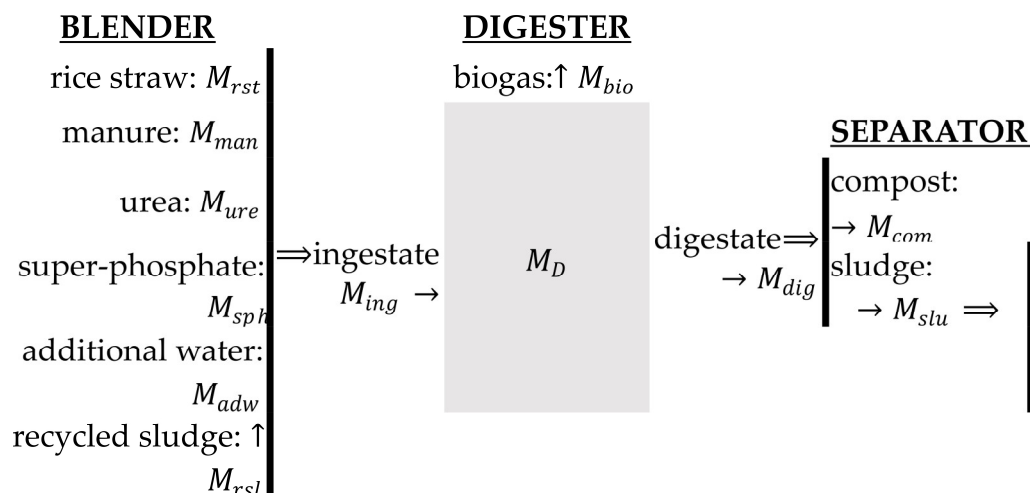 BLENDER
rice straw: M_rst
manure: M_man
urea: M_ure
super-phosphate:
M_sph
additional water:
M_adw
recycled sludge: ↑
M_rsl
⇒ingestate
M_ing →
DIGESTER
biogas:↑ M_bio
M_D
digestate⇒
→ M_dig
SEPARATOR
compost:
→ M_com
sludge:
→ M_slu ⇒